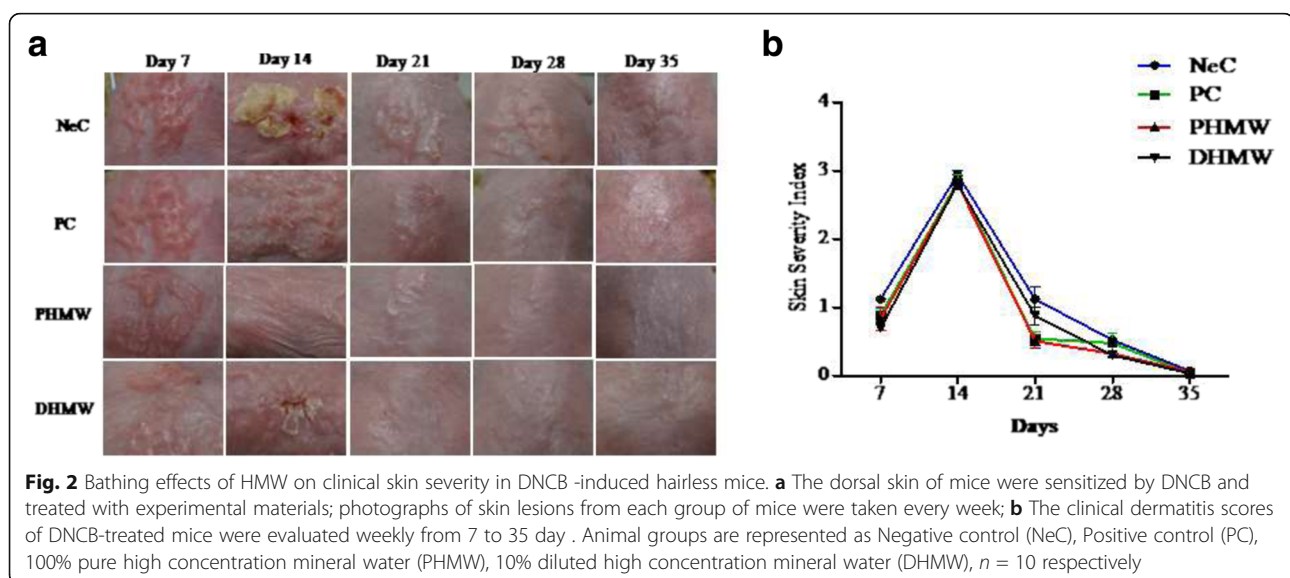 a
Day 7 Day 14 Day 21 Day 28 Day 35
NeC
PC
PHMW
DHMW
b
NeC
PC
PHMW
DHMW
Skin Severity Index
4
3
2
1
0
7 14 21 28 35
Days
Fig. 2 Bathing effects of HMW on clinical skin severity in DNCB -induced hairless mice. a The dorsal skin of mice were sensitized by DNCB and
treated with experimental materials; photographs of skin lesions from each group of mice were taken every week; b The clinical dermatitis scores
of DNCB-treated mice were evaluated weekly from 7 to 35 day . Animal groups are represented as Negative control (NeC), Positive control (PC),
100% pure high concentration mineral water (PHMW), 10% diluted high concentration mineral water (DHMW), n = 10 respectively